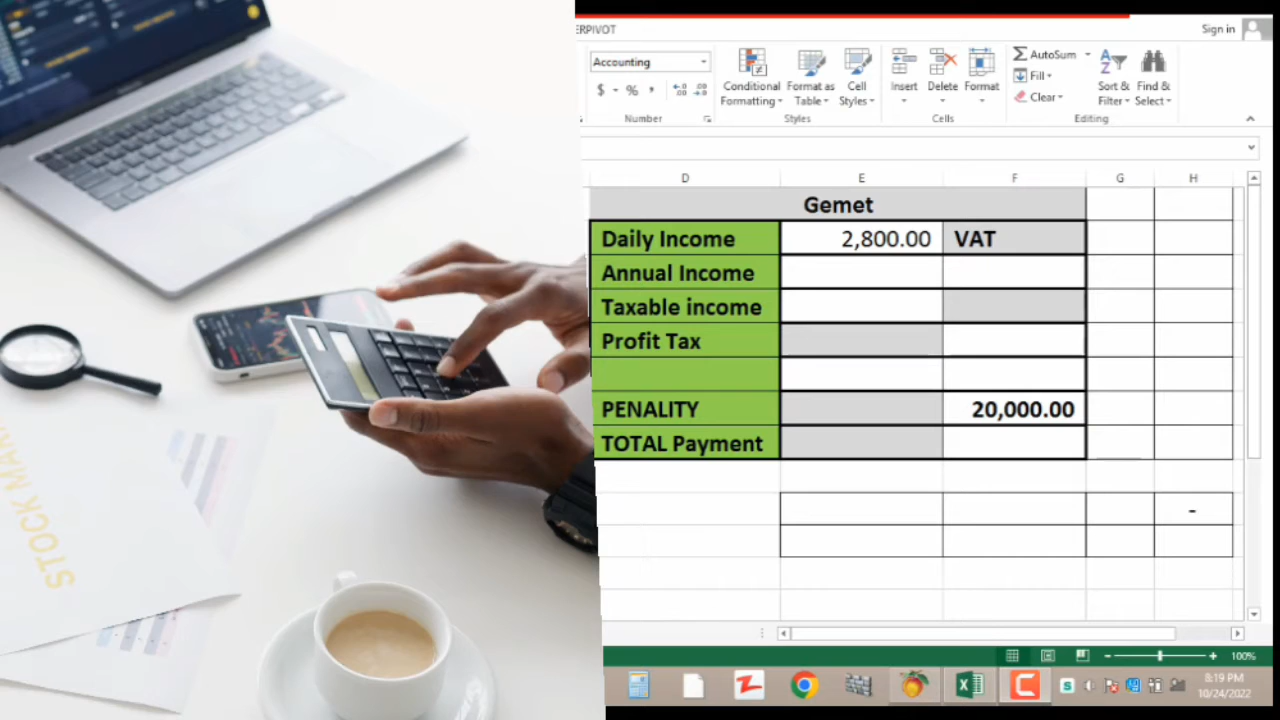 STOCK MAR
ERPIVOT
Sign in
Accounting
$ % ,
Number
Conditional Formatting
Format as Table
Cell Styles
Styles
Insert
Delete
Format
Cells
AutoSum
Fill
Clear
Sort & Filter
Find & Select
Editing
D E F G H
Gemet
Daily Income 2,800.00 VAT
Annual Income
Taxable income
Profit Tax
PENALITY 20,000.00
TOTAL Payment
-
100%
8:19 PM
10/24/2022